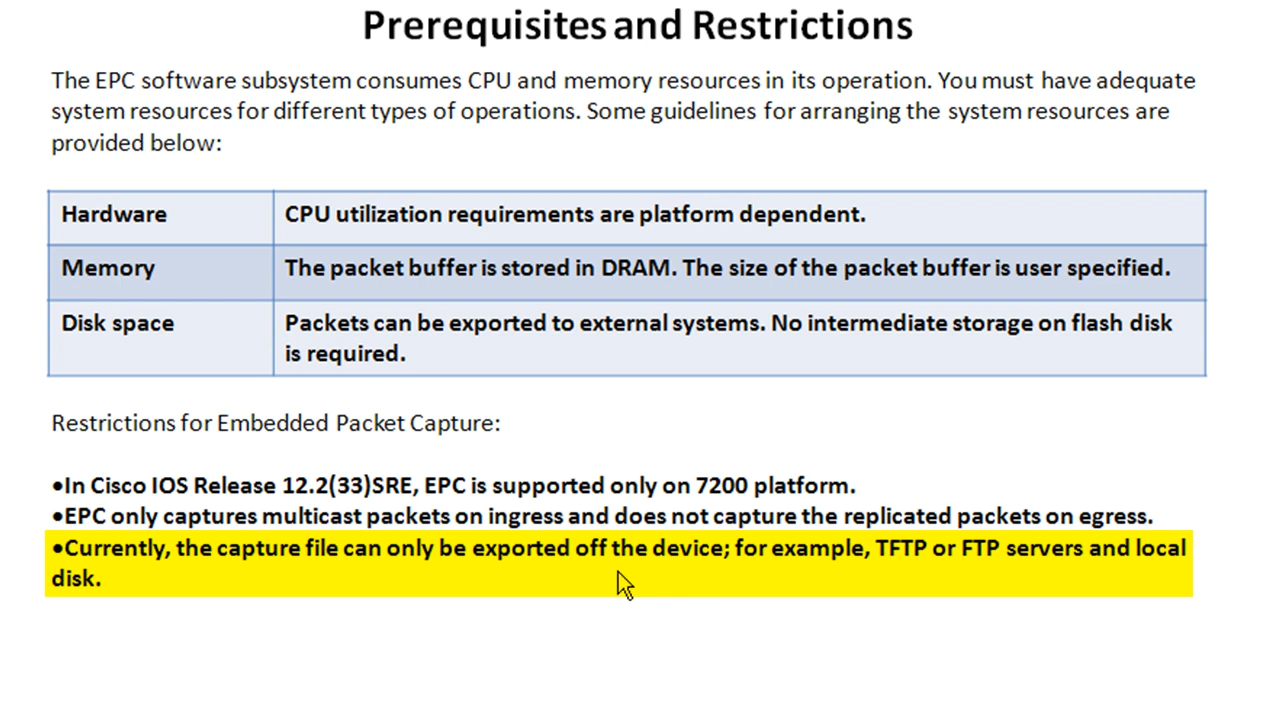 Prerequisites and Restrictions
The EPC software subsystem consumes CPU and memory resources in its operation. You must have adequate
system resources for different types of operations. Some guidelines for arranging the system resources are
provided below:
Hardware CPU utilization requirements are platform dependent.
Memory The packet buffer is stored in DRAM. The size of the packet buffer is user specified.
Disk space Packets can be exported to external systems. No intermediate storage on flash disk
is required.
Restrictions for Embedded Packet Capture:
•In Cisco IOS Release 12.2(33)SRE, EPC is supported only on 7200 platform.
•EPC only captures multicast packets on ingress and does not capture the replicated packets on egress.
•Currently, the capture file can only be exported off the device; for example, TFTP or FTP servers and local
disk.